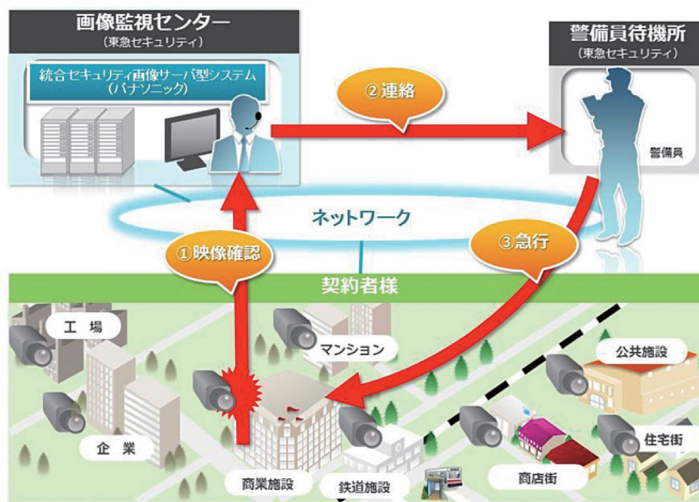 画像監視センター
(東急セキュリティ)
統合セキュリティ画像サーバ型システム
(パナソニック)
警備員待機所
(東急セキュリティ)
②連絡
警備員
ネットワーク
①映像確認
③急行
契約者様
工 場
マンション
公共施設
企 業
住宅街
商業施設
鉄道施設
商店街